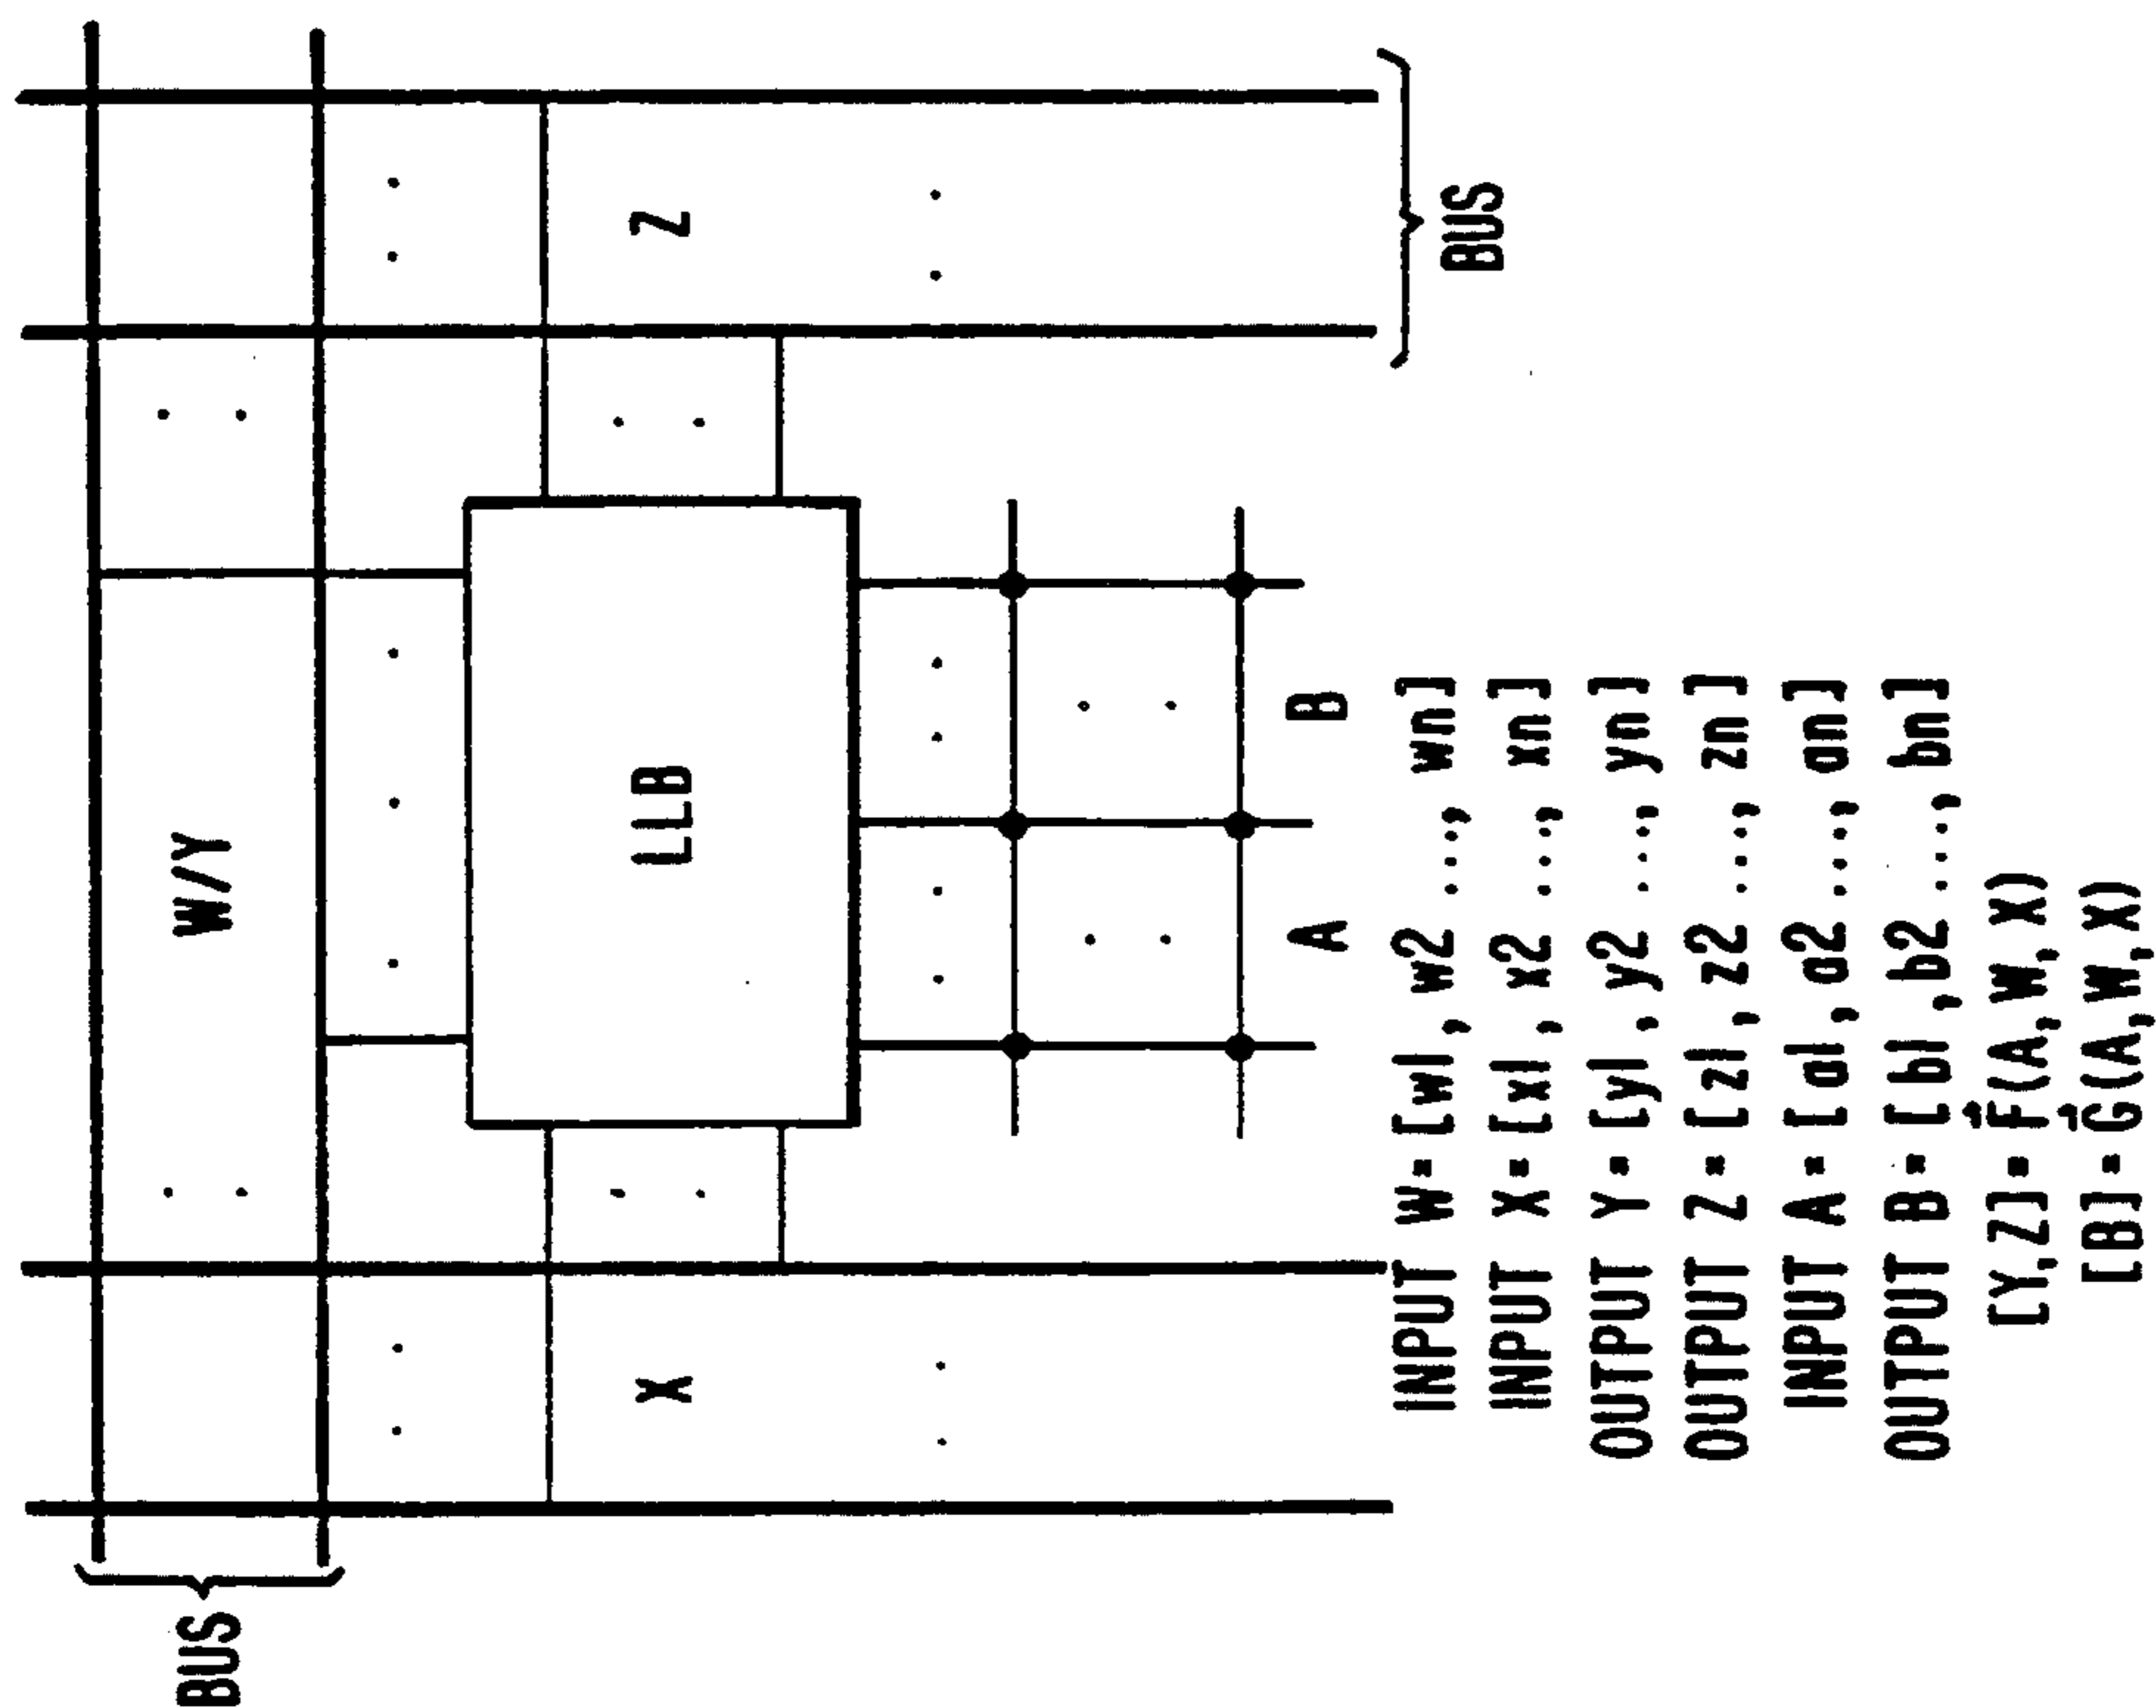 BUS
W/Y
X
LLB
Z
A
B
BUS
INPUT W= [w1, w2 ..., wn]
INPUT X= [x1, x2 ..., xn]
OUTPUT Y= [y1, y2 ..., yn]
OUTPUT Z= [z1, z2 ..., zn]
INPUT A= [a1, a2 ..., an]
OUTPUT B= [b1, b2 ..., bn]
[Y,Z]= F⃗(A,W,X)
[B]= G⃗(A,W,X)